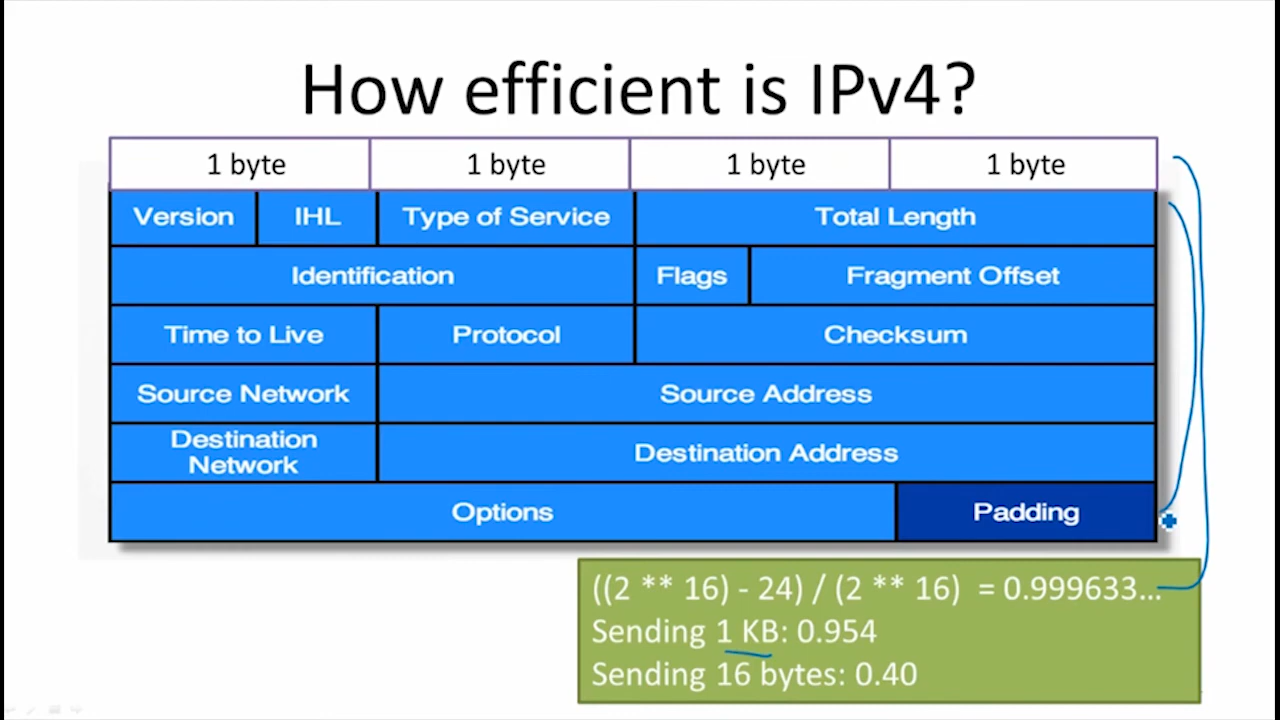 How efficient is IPv4?
1 byte 1 byte 1 byte 1 byte
Version IHL Type of Service Total Length
Identification Flags Fragment Offset
Time to Live Protocol Checksum
Source Network Source Address
Destination
Network Destination Address
Options Padding
((2 ** 16) - 24) / (2 ** 16) = 0.999633...
Sending 1 KB: 0.954
Sending 16 bytes: 0.40